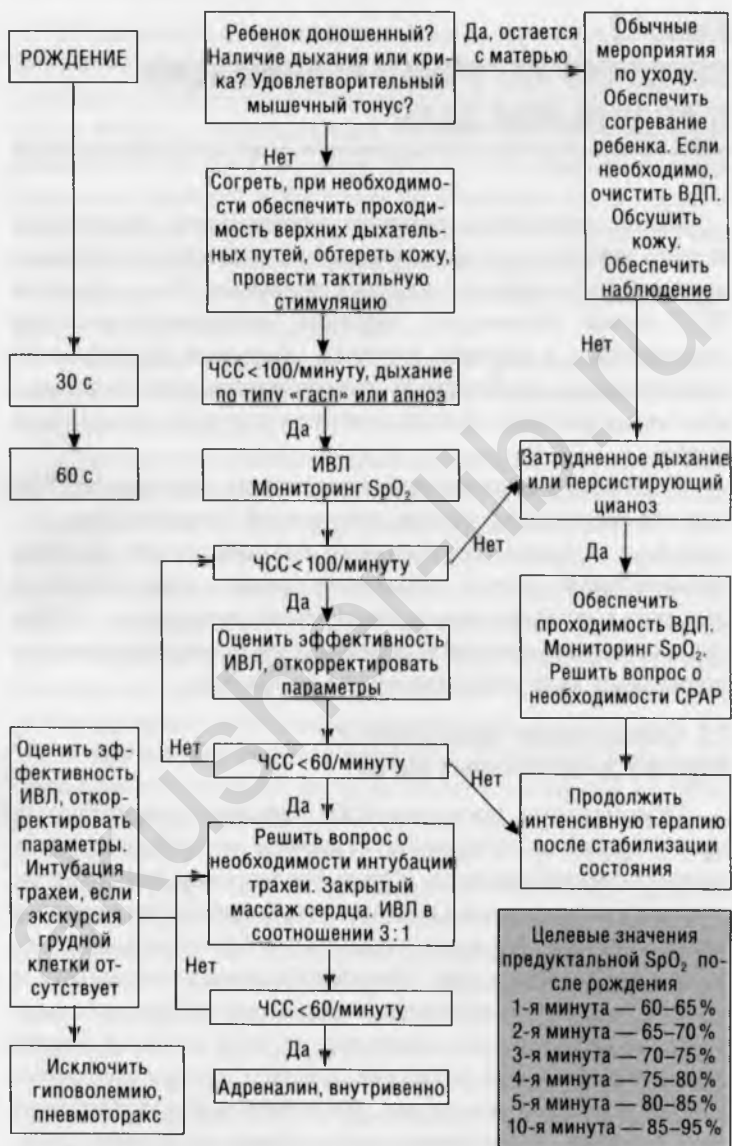 РОЖДЕНИЕ
30 с
60 с
Ребенок доношенный?
Наличие дыхания или кри-
ка? Удовлетворительный
мышечный тонус?
Да, остается
с матерью
Обычные
мероприятия
по уходу.
Обеспечить
согревание
ребенка. Если
необходимо,
очистить ВДП.
Обсушить
кожу.
Обеспечить
наблюдение
Нет
Согреть, при необходимо-
сти обеспечить проходи-
мость верхних дыхатель-
ных путей, обтереть кожу,
провести тактильную
стимуляцию
Нет
ЧСС<100/минуту, дыхание
по типу «гасп» или апноэ
Да
ИВЛ
Мониторинг SpO₂
Затрудненное дыхание
или персистирующий
цианоз
Нет
ЧСС<100/минуту
Да
Да
Обеспечить
проходимость ВДП.
Мониторинг SpO₂.
Решить вопрос о
необходимости CPAP
Оценить эффективность
ИВЛ, откорректировать
параметры
Нет
ЧСС<60/минуту
Нет
Да
Продолжить
интенсивную терапию
после стабилизации
состояния
Оценить эф-
фективность
ИВЛ, откор-
ректировать
параметры.
Интубация
трахеи, если
экскурсия
грудной
клетки от-
сутствует
Решить вопрос о
необходимости интубации
трахеи. Закрытый
массаж сердца. ИВЛ в
соотношении 3:1
Нет
ЧСС<60/минуту
Да
Адреналин, внутривенно
Исключить
гиповолемию,
пневмоторакс
Целевые значения
предуктальной SpO₂ по-
сле рождения
1-я минута — 60–65%
2-я минута — 65–70%
3-я минута — 70–75%
4-я минута — 75–80%
5-я минута — 80–85%
10-я минута — 85–95%
akusher-lib.ru